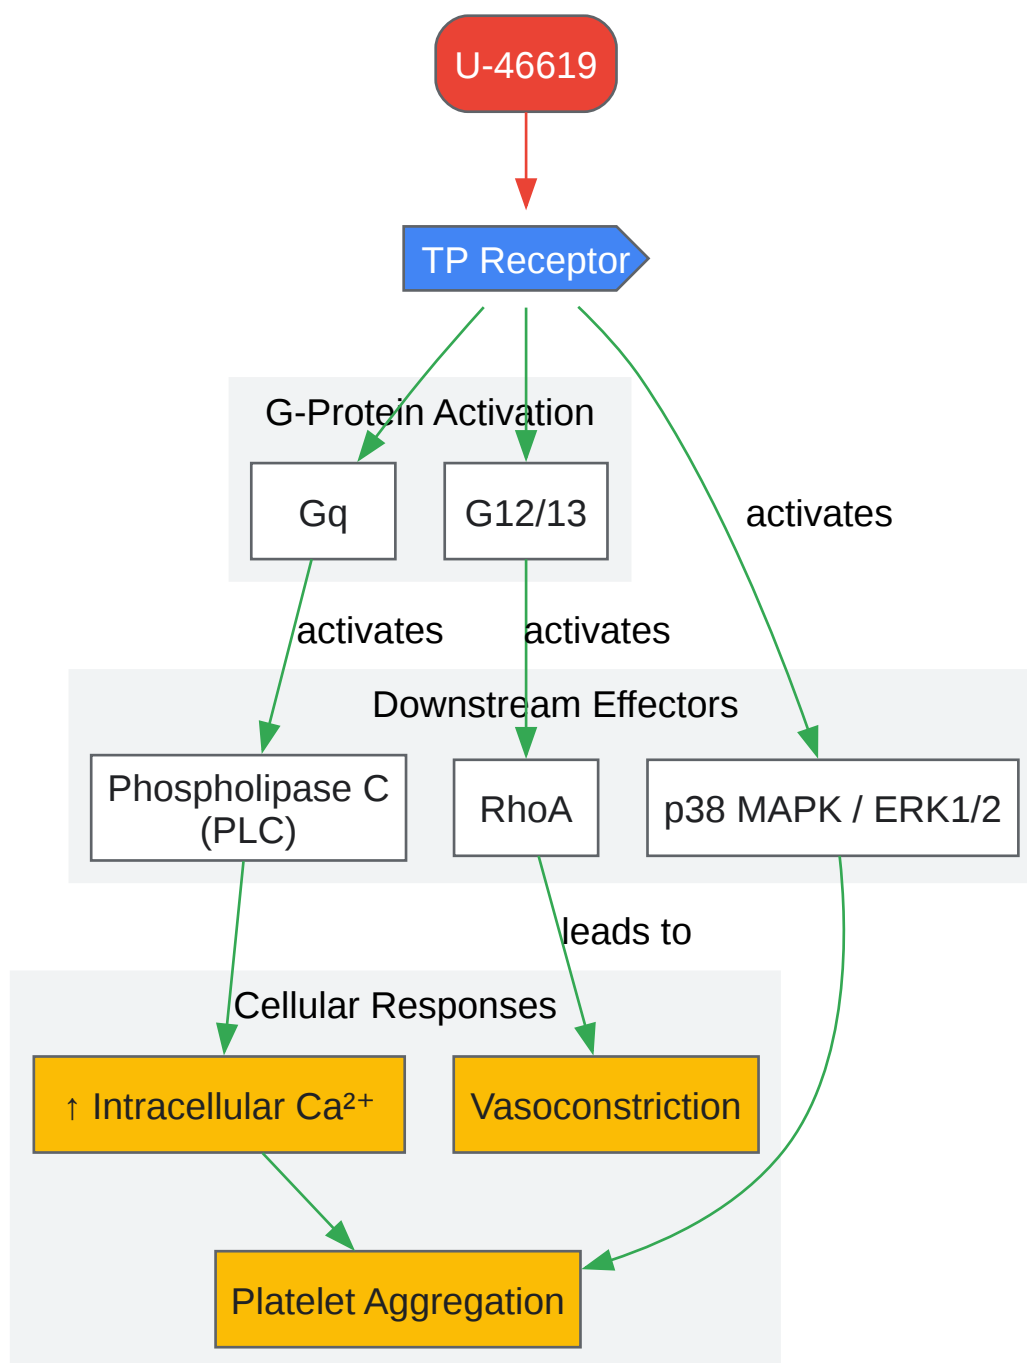 U-46619
TP Receptor
G-Protein Activation
Gq
G12/13
activates
activates
activates
Downstream Effectors
Phospholipase C
(PLC)
RhoA
p38 MAPK / ERK1/2
leads to
Cellular Responses
↑ Intracellular Ca²⁺
Vasoconstriction
Platelet Aggregation